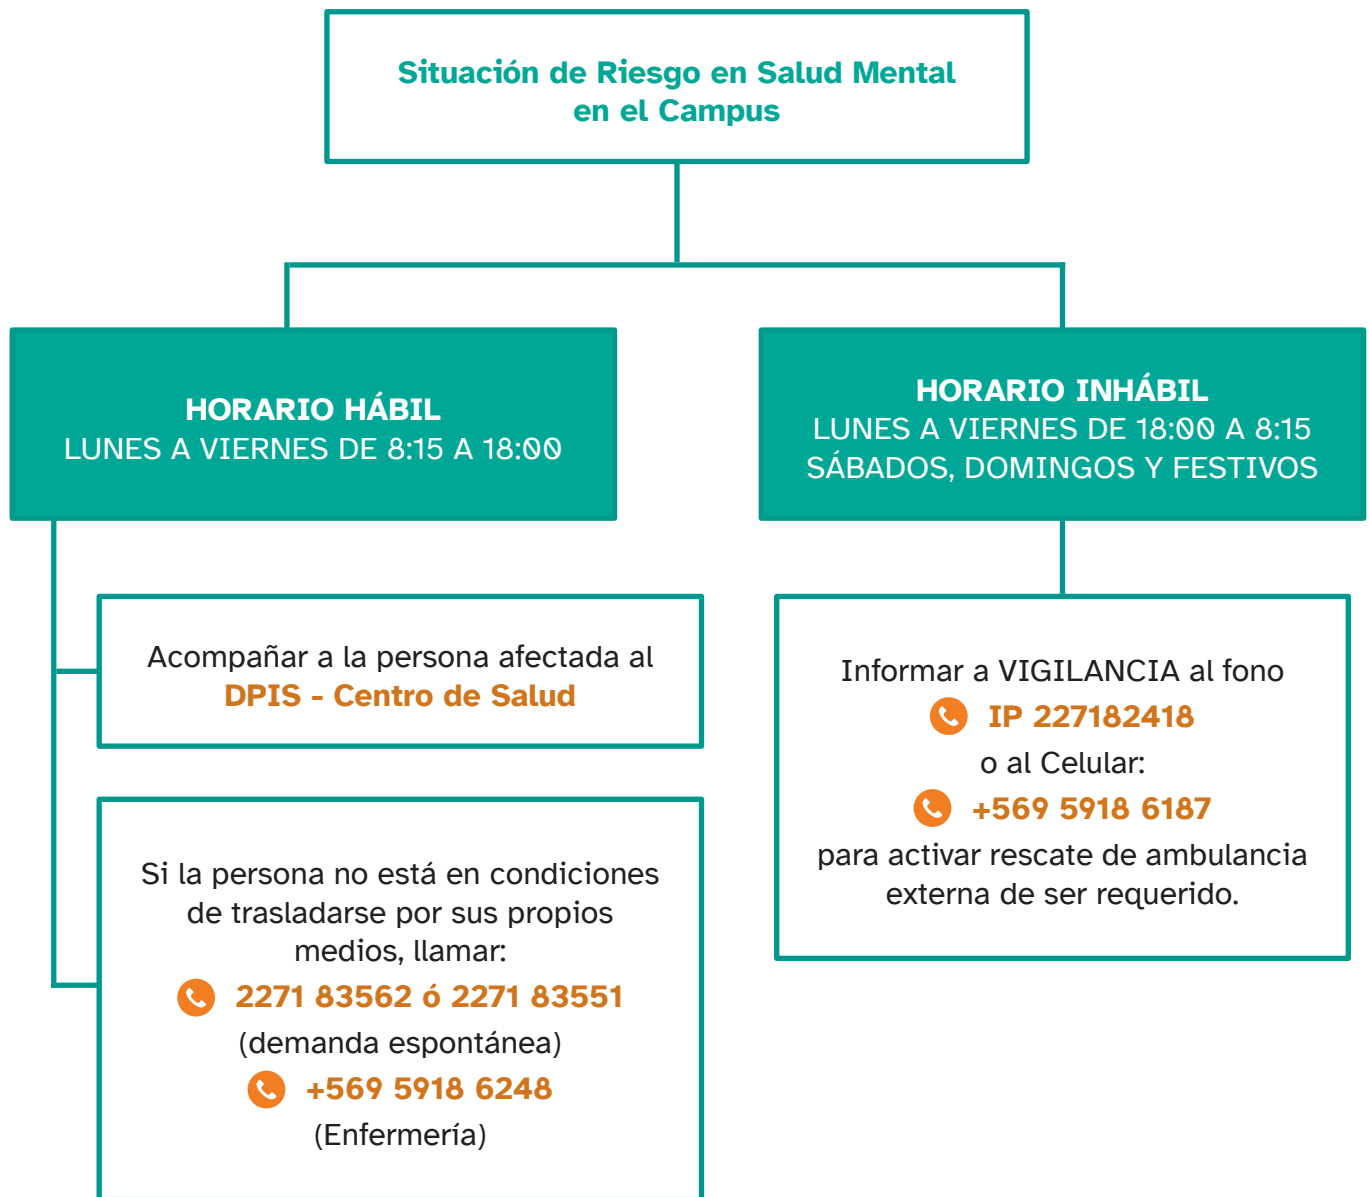 Situación de Riesgo en Salud Mental
en el Campus
HORARIO HÁBIL
LUNES A VIERNES DE 8:15 A 18:00
Acompañar a la persona afectada al
DPIS - Centro de Salud
Si la persona no está en condiciones
de trasladarse por sus propios
medios, llamar:
2271 83562 ó 2271 83551
(demanda espontánea)
+569 5918 6248
(Enfermería)
HORARIO INHÁBIL
LUNES A VIERNES DE 18:00 A 8:15
SÁBADOS, DOMINGOS Y FESTIVOS
Informar a VIGILANCIA al fono
IP 227182418
o al Celular:
+569 5918 6187
para activar rescate de ambulancia
externa de ser requerido.